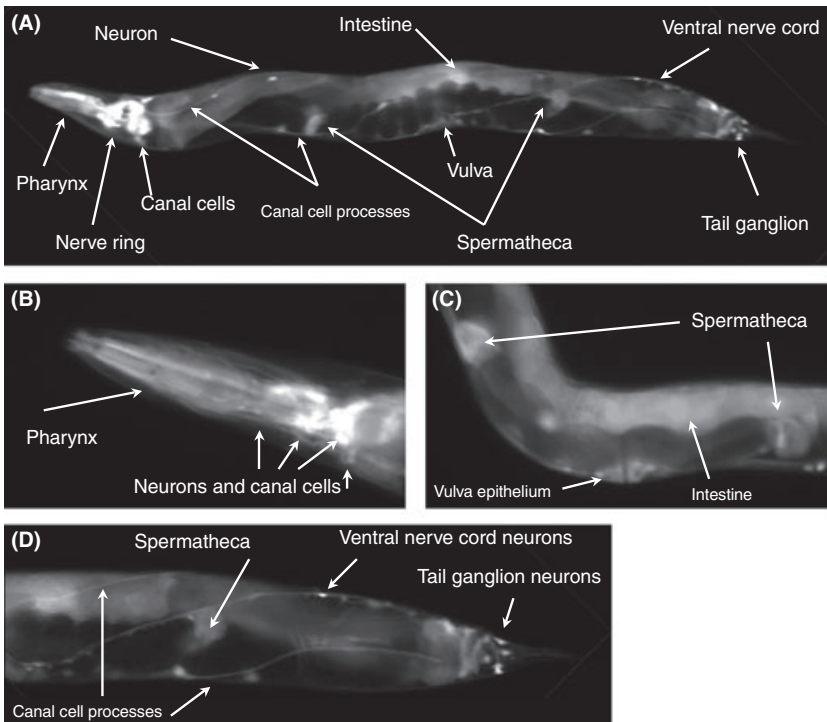 (A)
Neuron
Intestine
Ventral nerve cord
Pharynx
Canal cells
Nerve ring
Canal cell processes
Vulva
Spermatheca
Tail ganglion
(B)
Pharynx
Neurons and canal cells
(C)
Spermatheca
Vulva epithelium
Intestine
(D)
Spermatheca
Ventral nerve cord neurons
Tail ganglion neurons
Canal cell processes